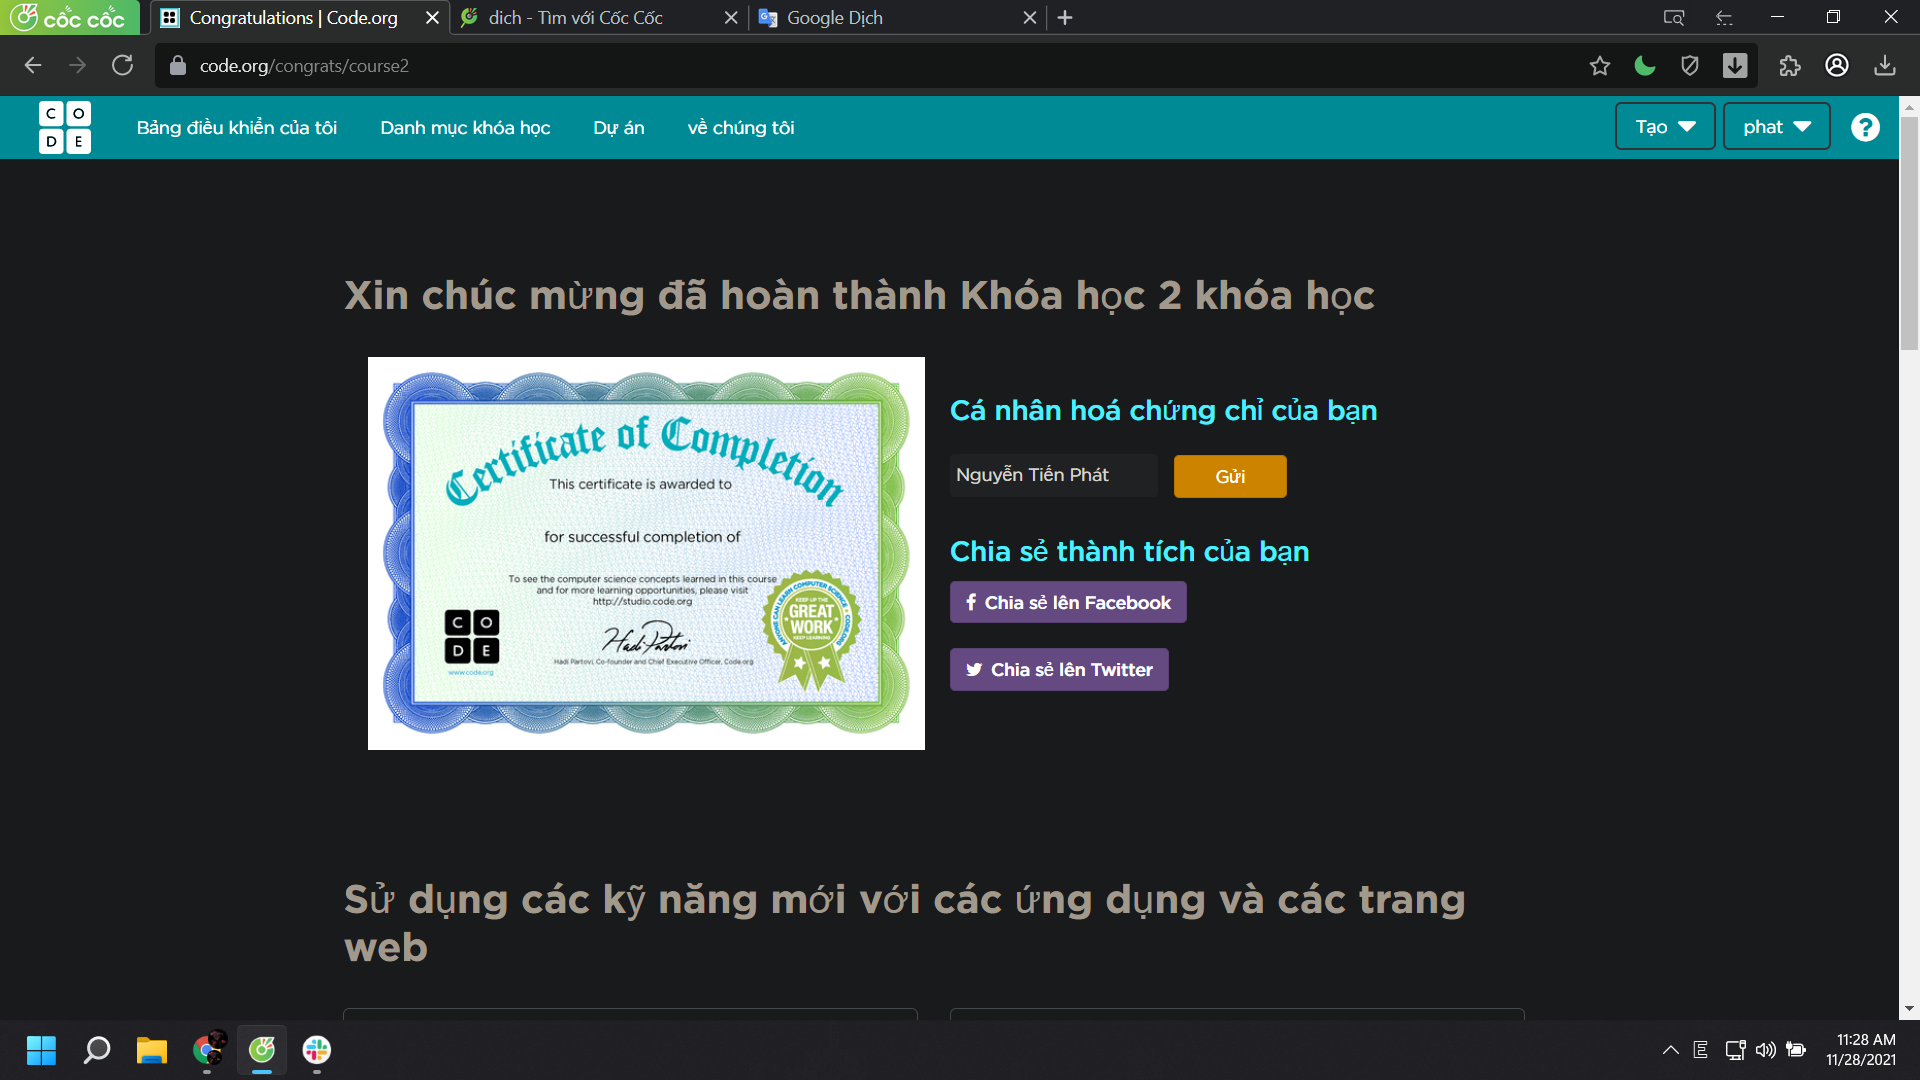 cốc cốc
Congratulations | Code.org
dich - Tìm với Cốc Cốc
Google Dịch
code.org/congrats/course2
C O D E
Bảng điều khiển của tôi
Danh mục khóa học
Dự án
về chúng tôi
Tạo
phat
?
Xin chúc mừng đã hoàn thành Khóa học 2 khóa học
Certificate of Completion
This certificate is awarded to
for successful completion of
To see the computer science concepts learned in this course
and for more learning opportunities, please visit
http://studio.code.org
C O
D E
www.code.org
Hadi Partovi
Hadi Partovi, Co-founder and Chief Executive Officer, Code.org
ANYONE CAN LEARN COMPUTER SCIENCE • CODE.ORG
KEEP UP THE
GREAT
WORK
KEEP LEARNING
Cá nhân hoá chứng chỉ của bạn
Nguyễn Tiến Phát
Gửi
Chia sẻ thành tích của bạn
Chia sẻ lên Facebook
Chia sẻ lên Twitter
Sử dụng các kỹ năng mới với các ứng dụng và các trang
web
E
11:28 AM
11/28/2021